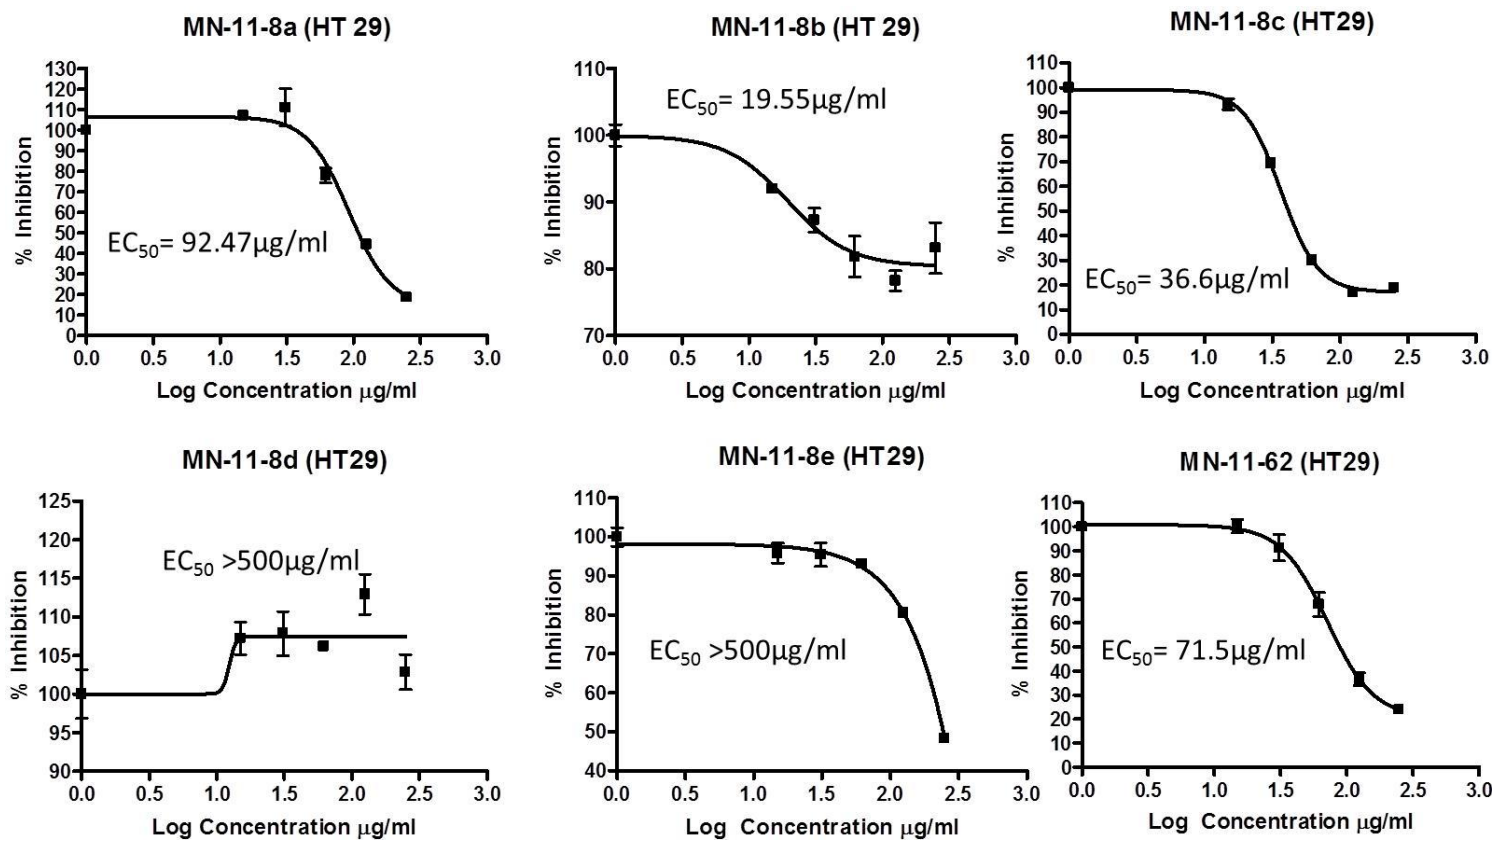 MN-11-8a (HT 29)
130
120
110
100
90
80
70
60
50
40
30
20
10
0
% Inhibition
EC50= 92.47µg/ml
0.0 0.5 1.0 1.5 2.0 2.5 3.0
Log Concentration µg/ml
MN-11-8b (HT 29)
110
100
90
80
70
% Inhibition
EC50= 19.55µg/ml
0.0 0.5 1.0 1.5 2.0 2.5 3.0
Log Concentration µg/ml
MN-11-8c (HT29)
110
100
90
80
70
60
50
40
30
20
10
0
% Inhibition
EC50= 36.6µg/ml
0.0 0.5 1.0 1.5 2.0 2.5 3.0
Log Concentration µg/ml
MN-11-8d (HT29)
125
120
115
110
105
100
95
90
% Inhibition
EC50 >500µg/ml
0.0 0.5 1.0 1.5 2.0 2.5 3.0
Log Concentration µg/ml
MN-11-8e (HT29)
110
100
90
80
70
60
50
40
% Inhibition
EC50 >500µg/ml
0.0 0.5 1.0 1.5 2.0 2.5 3.0
Log Concentration µg/ml
MN-11-62 (HT29)
110
100
90
80
70
60
50
40
30
20
10
0
% Inhibition
EC50= 71.5µg/ml
0.0 0.5 1.0 1.5 2.0 2.5 3.0
Log Concentration µg/ml